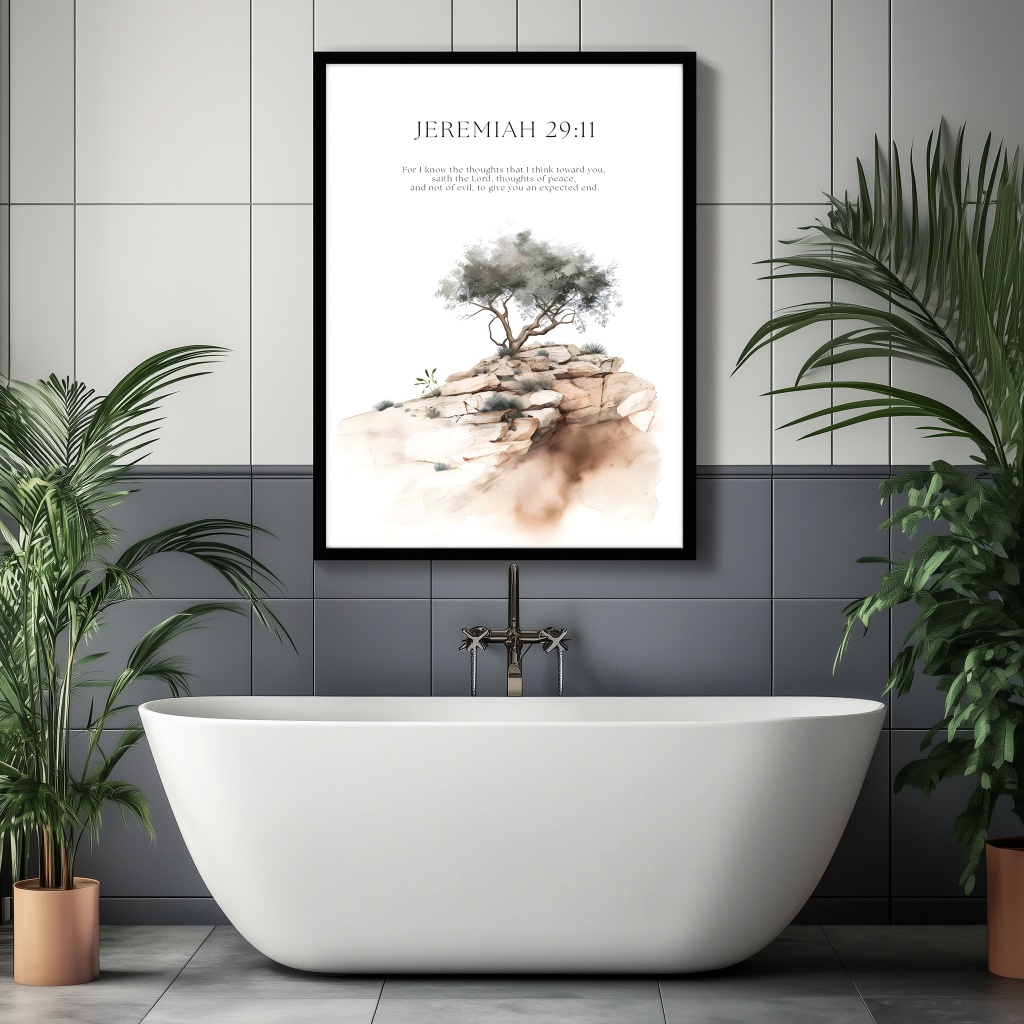 JEREMIAH 29:11
For I know the thoughts that I think toward you,
saith the Lord, thoughts of peace,
and not of evil, to give you an expected end.